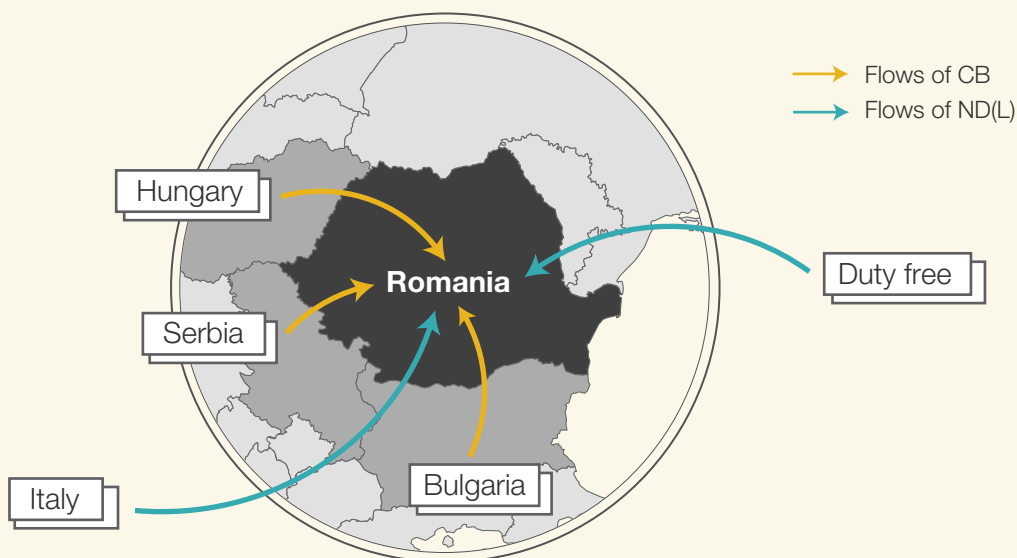 Flows of CB
Flows of ND(L)
Hungary
Romania
Duty free
Serbia
Italy
Bulgaria